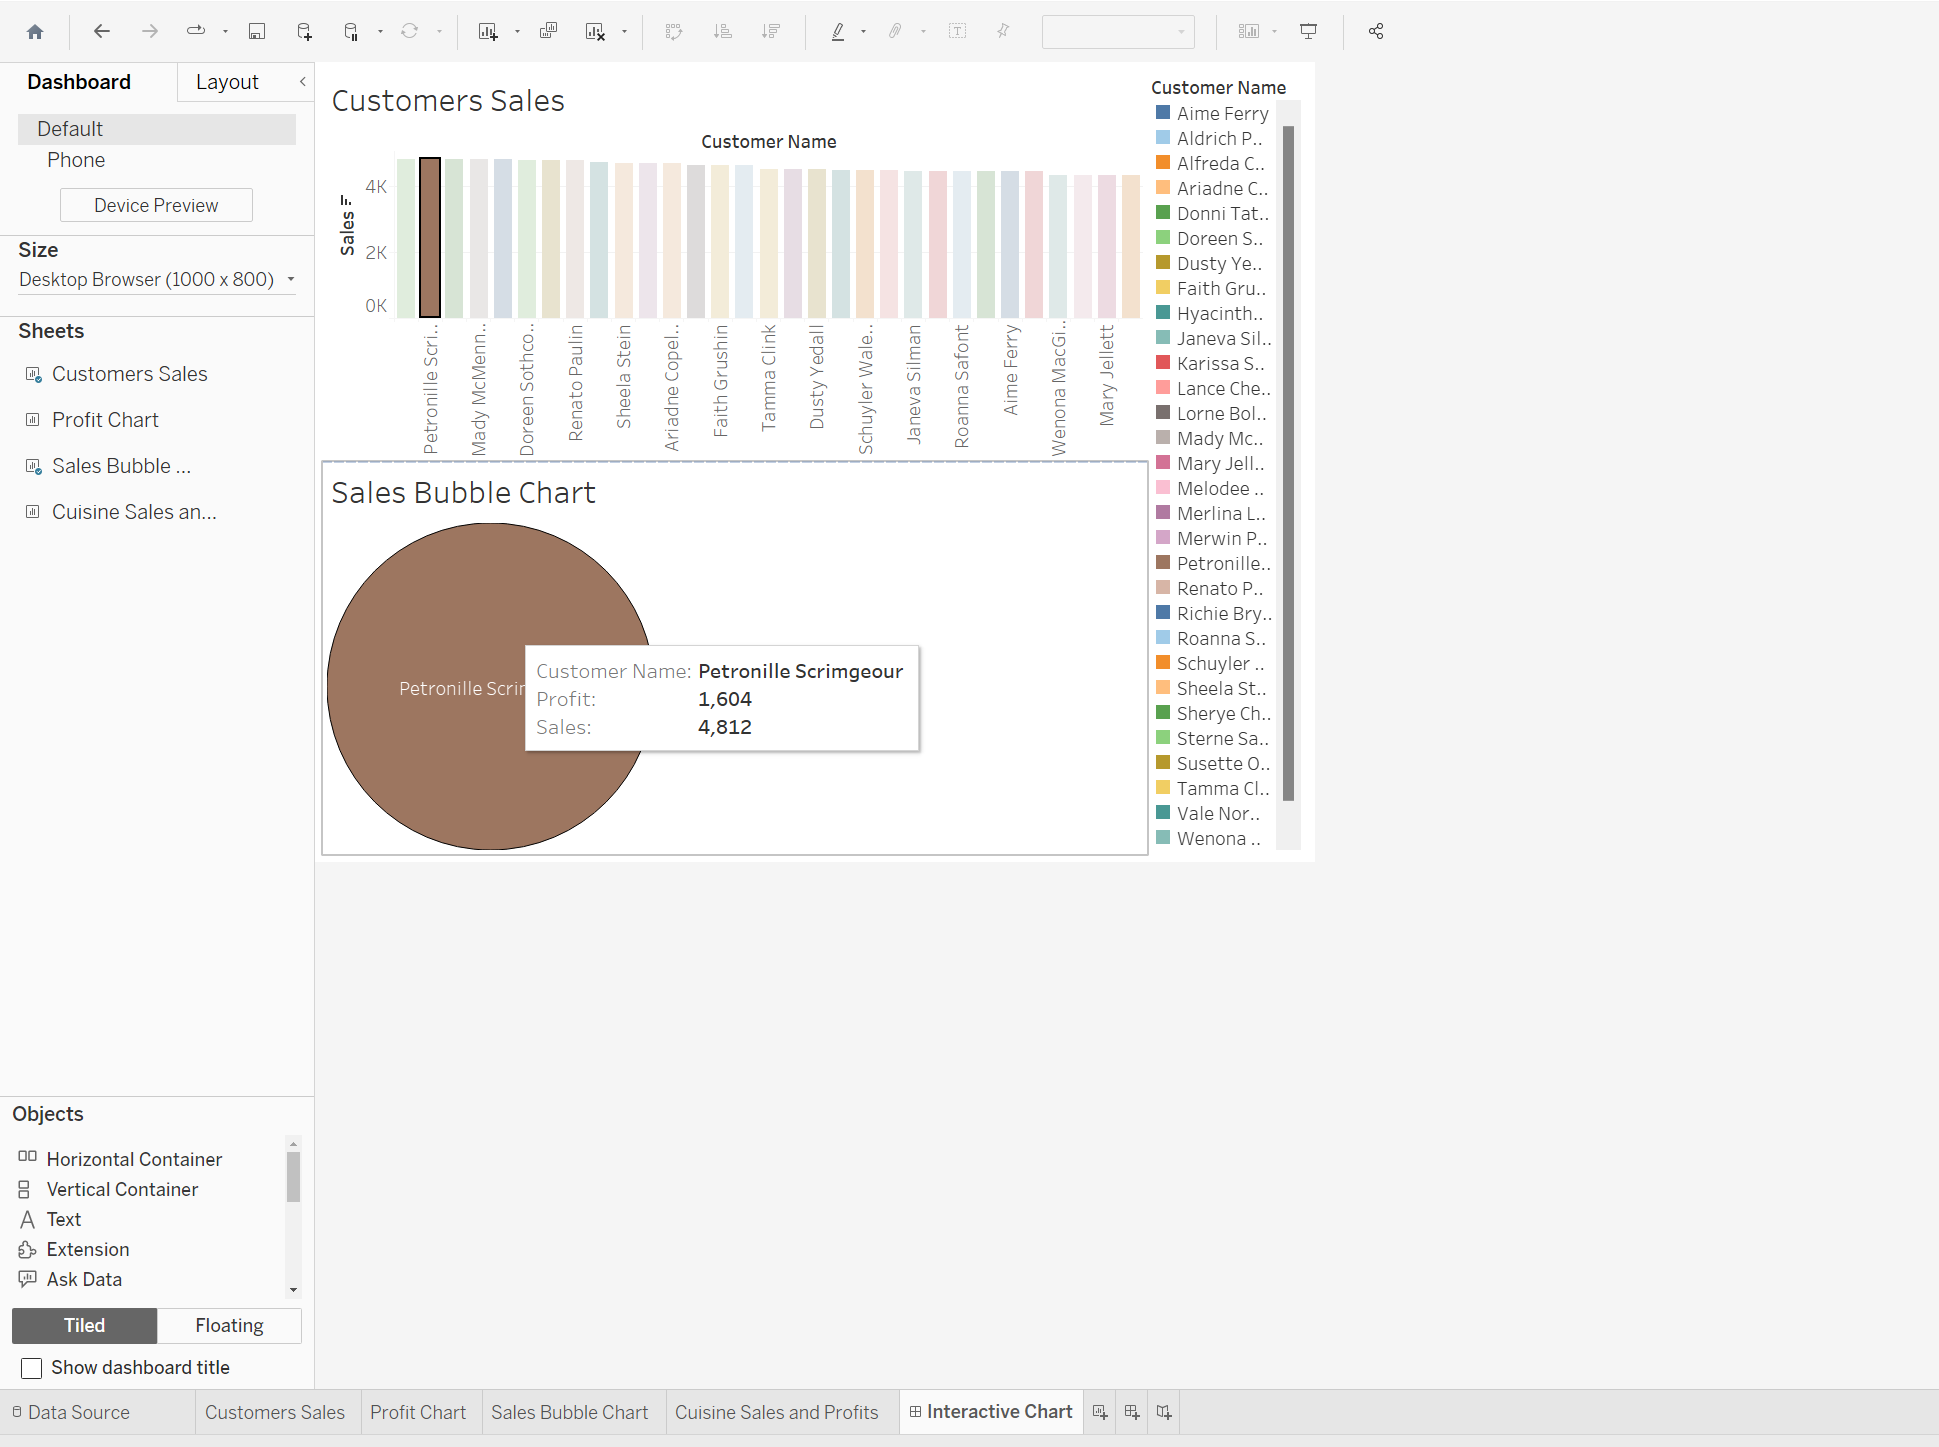 Dashboard
Layout
Default
Phone
Device Preview
Size
Desktop Browser (1000 x 800)
Sheets
Customers Sales
Profit Chart
Sales Bubble ...
Cuisine Sales an...
Objects
Horizontal Container
Vertical Container
Text
Extension
Ask Data
Tiled
Floating
Show dashboard title
Customers Sales
Customer Name
Sales
4K
2K
0K
Petronille Scri..
Mady McMenn..
Doreen Sothco..
Renato Paulin
Sheela Stein
Ariadne Copel..
Faith Grushin
Tamma Clink
Dusty Yedall
Schuyler Wale..
Janeva Silman
Roanna Safont
Aime Ferry
Wenona MacGi..
Mary Jellett
Sales Bubble Chart
Petronille Scri
Customer Name: Petronille Scrimgeour
Profit: 1,604
Sales: 4,812
Customer Name
Aime Ferry
Aldrich P..
Alfreda C..
Ariadne C..
Donni Tat..
Doreen S..
Dusty Ye..
Faith Gru..
Hyacinth..
Janeva Sil..
Karissa S..
Lance Che..
Lorne Bol..
Mady Mc..
Mary Jell..
Melodee ..
Merlina L..
Merwin P..
Petronille..
Renato P..
Richie Bry..
Roanna S..
Schuyler ..
Sheela St..
Sherye Ch..
Sterne Sa..
Susette O..
Tamma Cl..
Vale Nor..
Wenona ..
Data Source
Customers Sales
Profit Chart
Sales Bubble Chart
Cuisine Sales and Profits
Interactive Chart